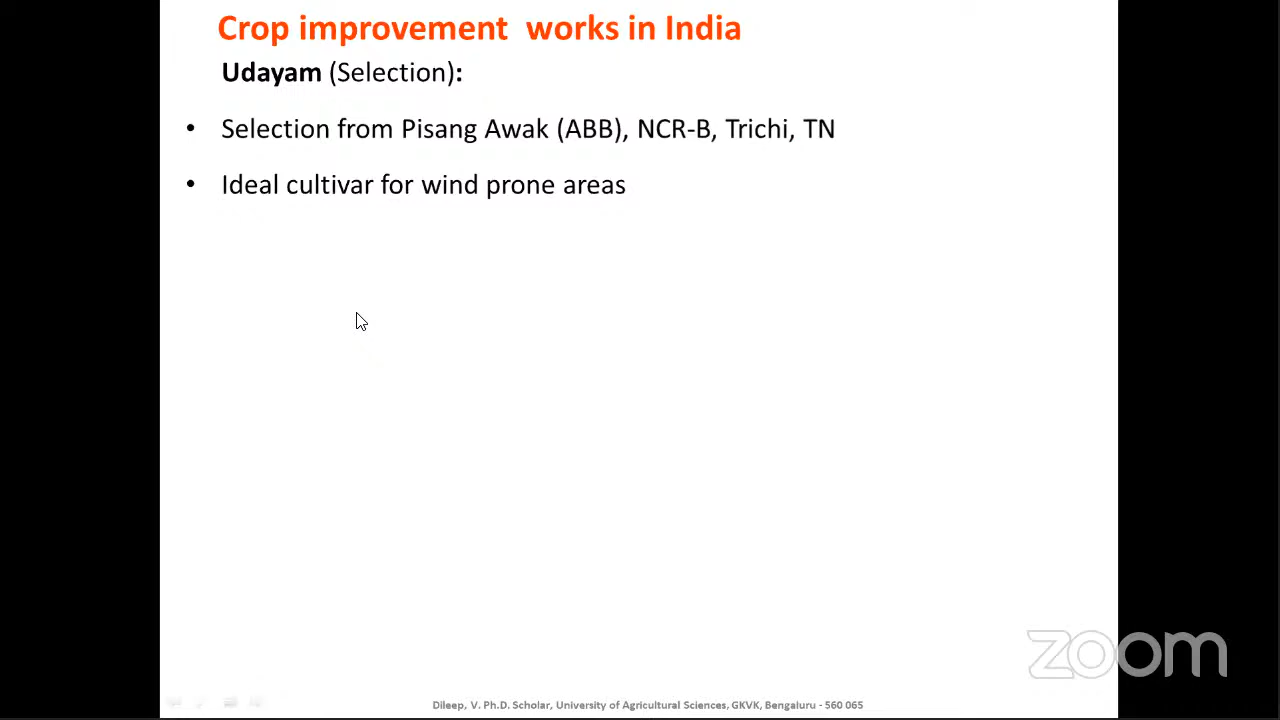 Crop improvement works in India
Udayam (Selection):
• Selection from Pisang Awak (ABB), NCR-B, Trichi, TN
• Ideal cultivar for wind prone areas
zoom
Dileep, V. Ph.D. Scholar, University of Agricultural Sciences, GKVK, Bengaluru - 560 065